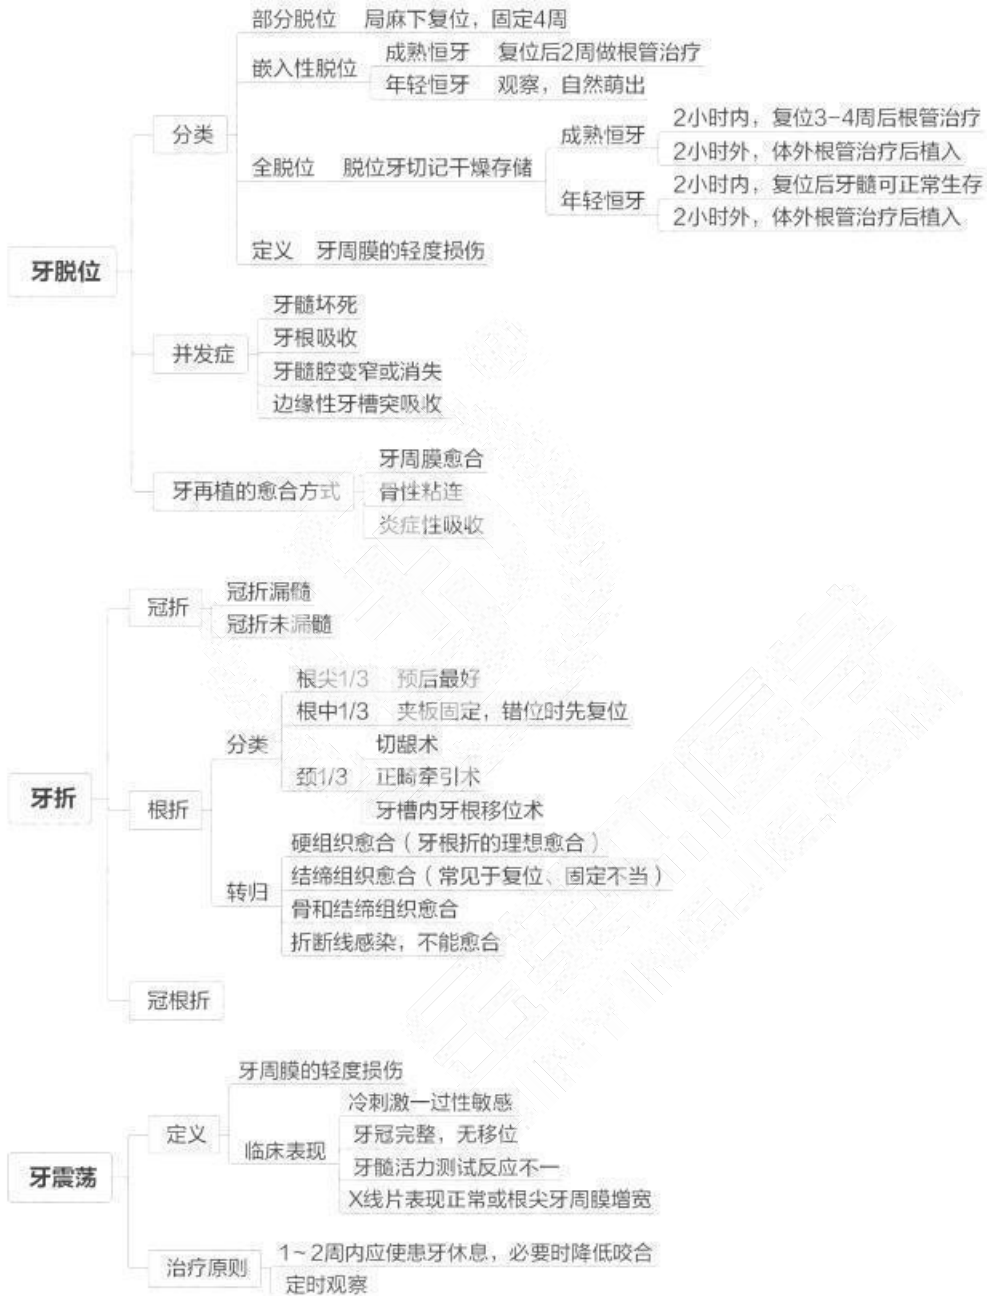 部分脱位 局麻下复位，固定4周
嵌入性脱位
成熟恒牙 复位后2周做根管治疗
年轻恒牙 观察，自然萌出
分类
全脱位 脱位牙切记干燥存储
成熟恒牙
2小时内，复位3-4周后根管治疗
2小时外，体外根管治疗后植入
年轻恒牙
2小时内，复位后牙髓可正常生存
2小时外，体外根管治疗后植入
定义 牙周膜的轻度损伤
牙脱位
并发症
牙髓坏死
牙根吸收
牙髓腔变窄或消失
边缘性牙槽突吸收
牙再植的愈合方式
牙周膜愈合
骨性粘连
炎症性吸收
冠折
冠折漏髓
冠折未漏髓
牙折
根折
分类
根尖1/3 预后最好
根中1/3 夹板固定，错位时先复位
颈1/3
切龈术
正畸牵引术
牙槽内牙根移位术
转归
硬组织愈合（牙根折的理想愈合）
结缔组织愈合（常见于复位、固定不当）
骨和结缔组织愈合
折断线感染，不能愈合
冠根折
牙震荡
定义
牙周膜的轻度损伤
临床表现
冷刺激一过性敏感
牙冠完整，无移位
牙髓活力测试反应不一
X线片表现正常或根尖牙周膜增宽
治疗原则
1~2周内应使患牙休息，必要时降低咬合
定时观察